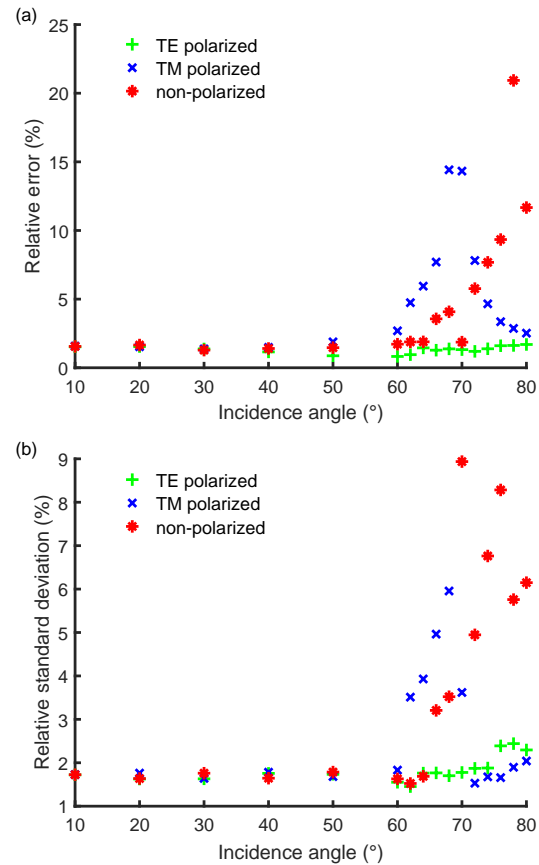 (a)
TE polarized
TM polarized
non-polarized
25
20
15
10
5
0
Relative error (%)
10 20 30 40 50 60 70 80
Incidence angle (°)
(b)
TE polarized
TM polarized
non-polarized
9
8
7
6
5
4
3
2
1
Relative standard deviation (%)
10 20 30 40 50 60 70 80
Incidence angle (°)